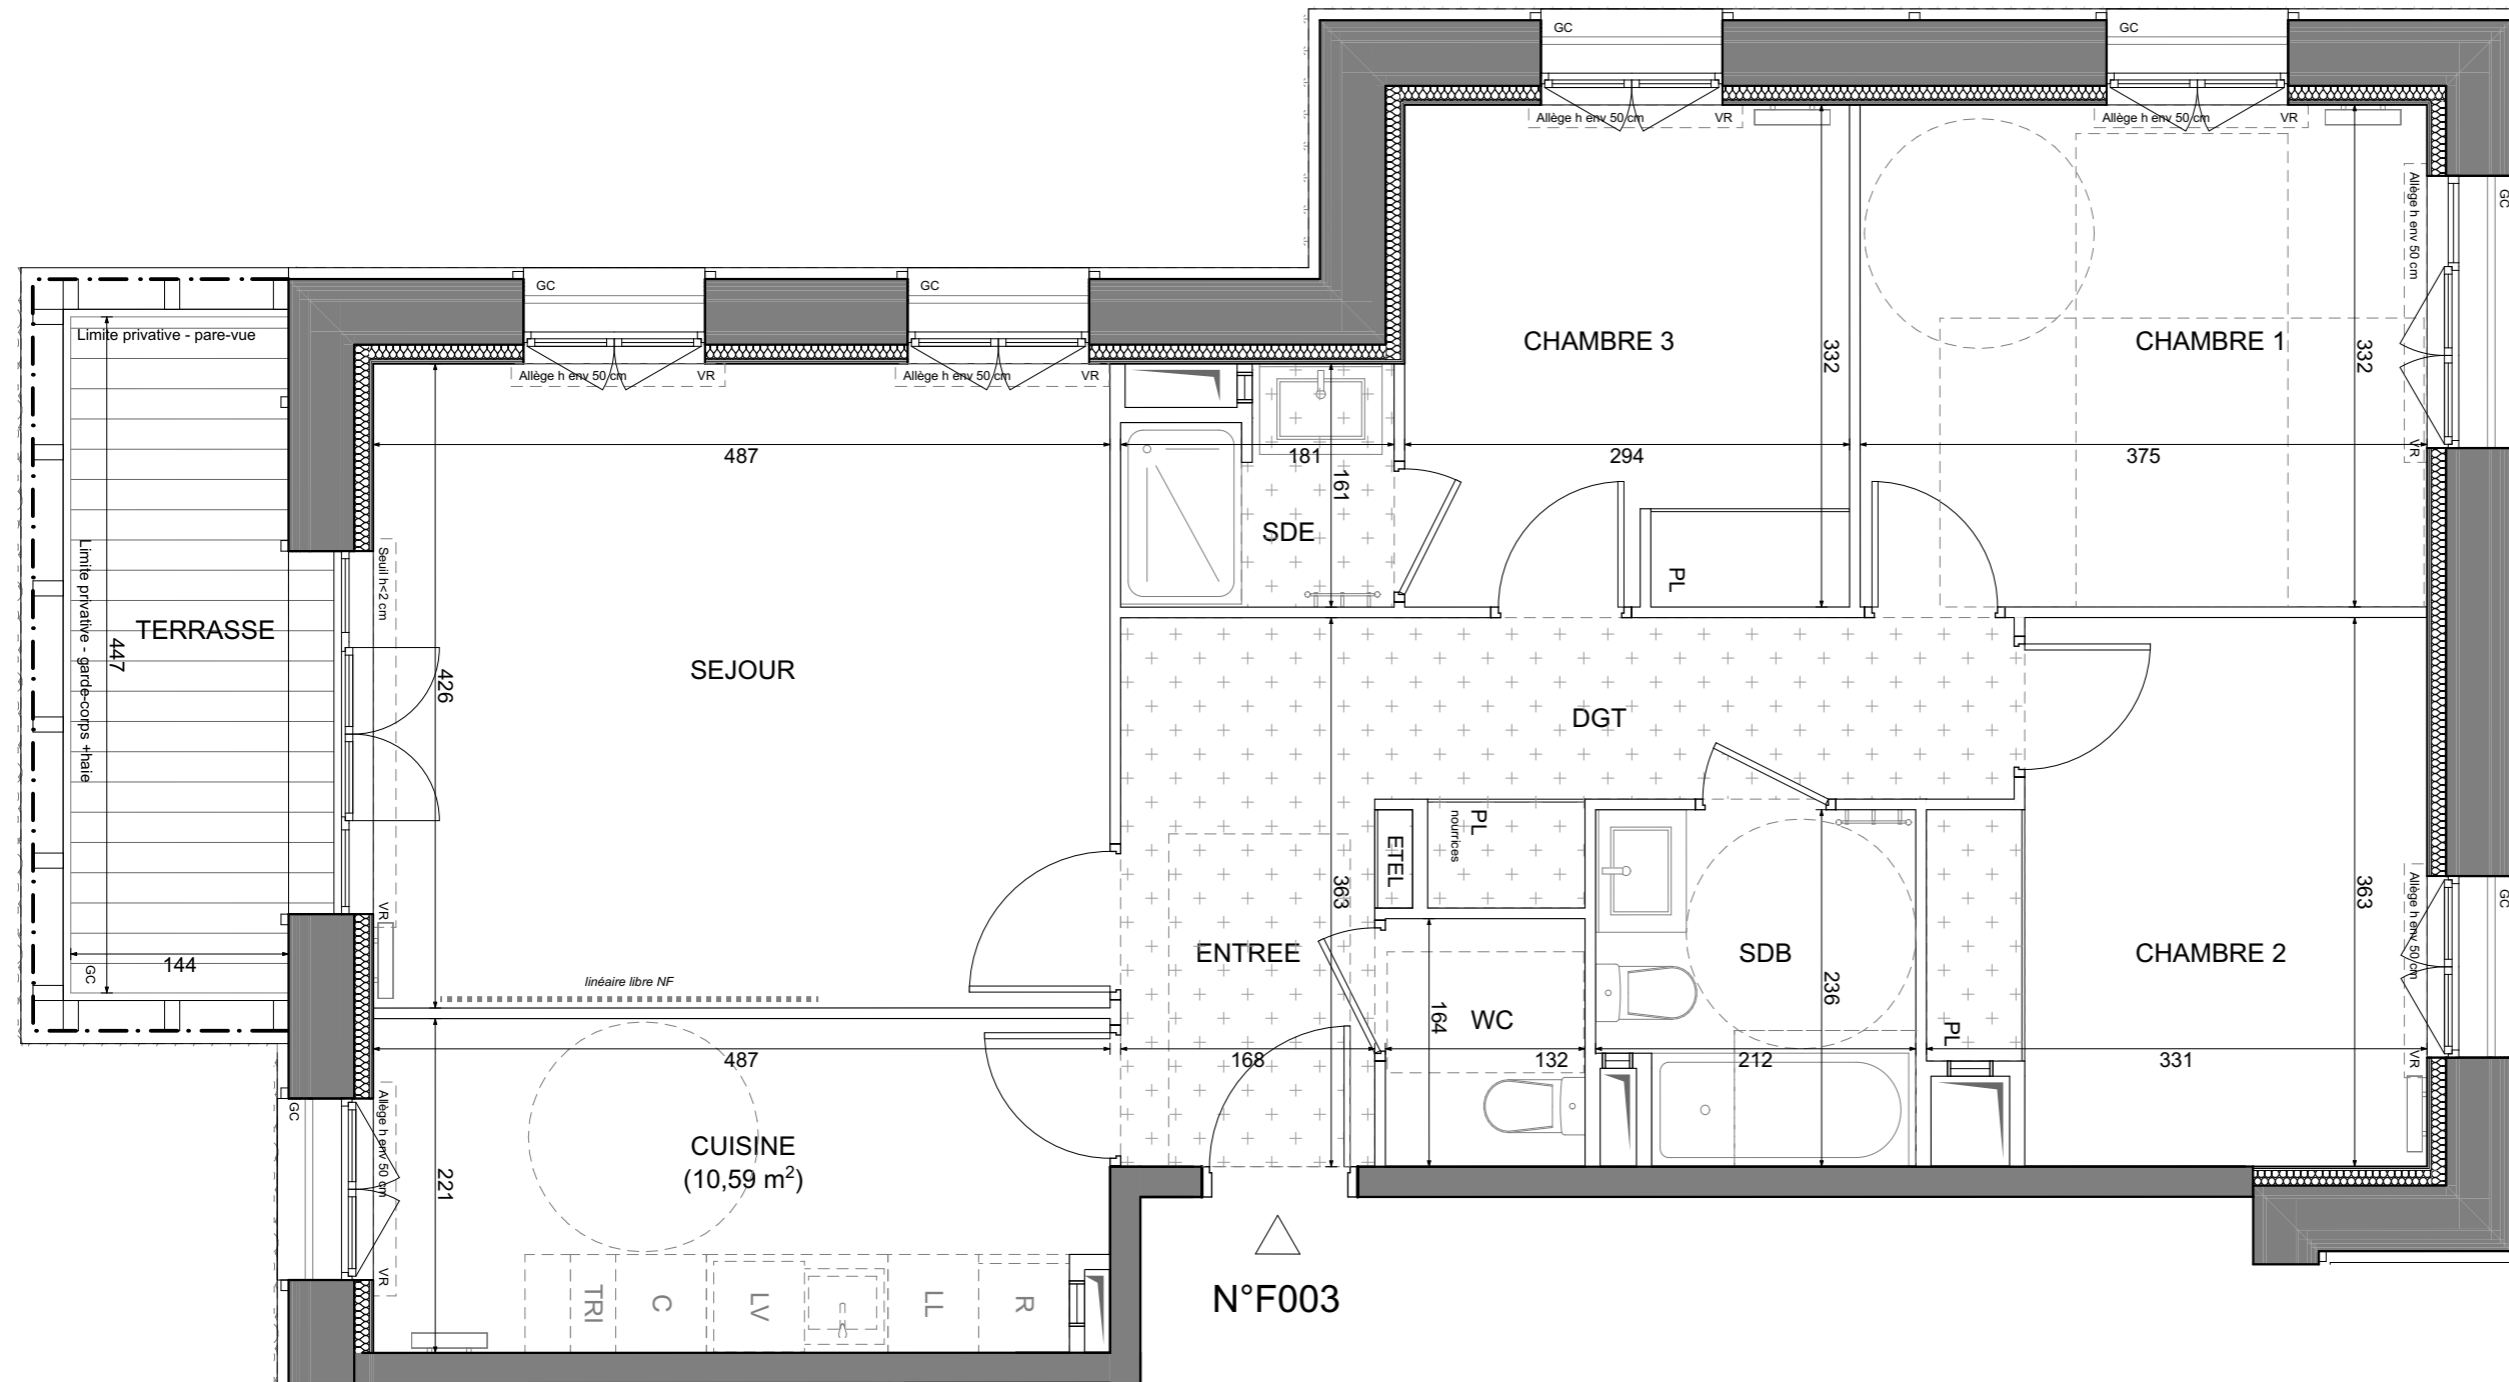 GC
GC
Allège h env 50 cm
VR
Allège h env 50 cm
VR
Allège h env 50 cm
GC
VR
GC
GC
Allège h env 50 cm
VR
Allège h env 50 cm
VR
Limite privative - pare-vue
CHAMBRE 3
332
CHAMBRE 1
332
487
181
161
294
375
SDE
PL
Seuil h<2 cm
Limite privative - garde-corps +haie
TERRASSE
447
426
SEJOUR
DGT
PL
nourrices
ETEL
363
363
Allège h env 50 cm
GC
VR
144
GC
VR
linéaire libre NF
ENTREE
SDB
236
CHAMBRE 2
164
WC
PL
487
168
132
212
331
GC
Allège h env 50 cm
VR
CUISINE
(10,59 m²)
221
TRI
C
LV
LL
R
N°F003